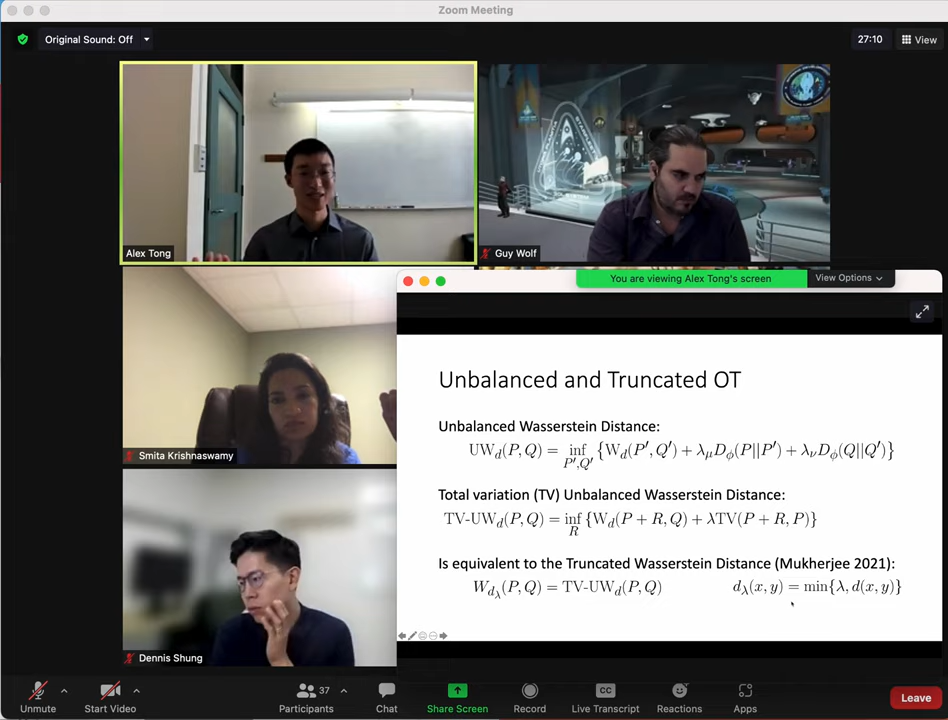 Zoom Meeting
Original Sound: Off
27:10
View
Alex Tong
Guy Wolf
You are viewing Alex Tong's screen
View Options
Unbalanced and Truncated OT
Unbalanced Wasserstein Distance:
UW_d(P, Q) = inf_{P′,Q′} {W_d(P′, Q′) + λ_μ D_ϕ(P||P′) + λ_ν D_ϕ(Q||Q′)}
Total variation (TV) Unbalanced Wasserstein Distance:
TV-UW_d(P, Q) = inf_R {W_d(P + R, Q) + λTV(P + R, P)}
Is equivalent to the Truncated Wasserstein Distance (Mukherjee 2021):
W_{d_λ}(P, Q) = TV-UW_d(P, Q) d_λ(x, y) = min{λ, d(x, y)}
Smita Krishnaswamy
Dennis Shung
37
CC
Unmute
Start Video
Participants
Chat
Share Screen
Record
Live Transcript
Reactions
Apps
Leave